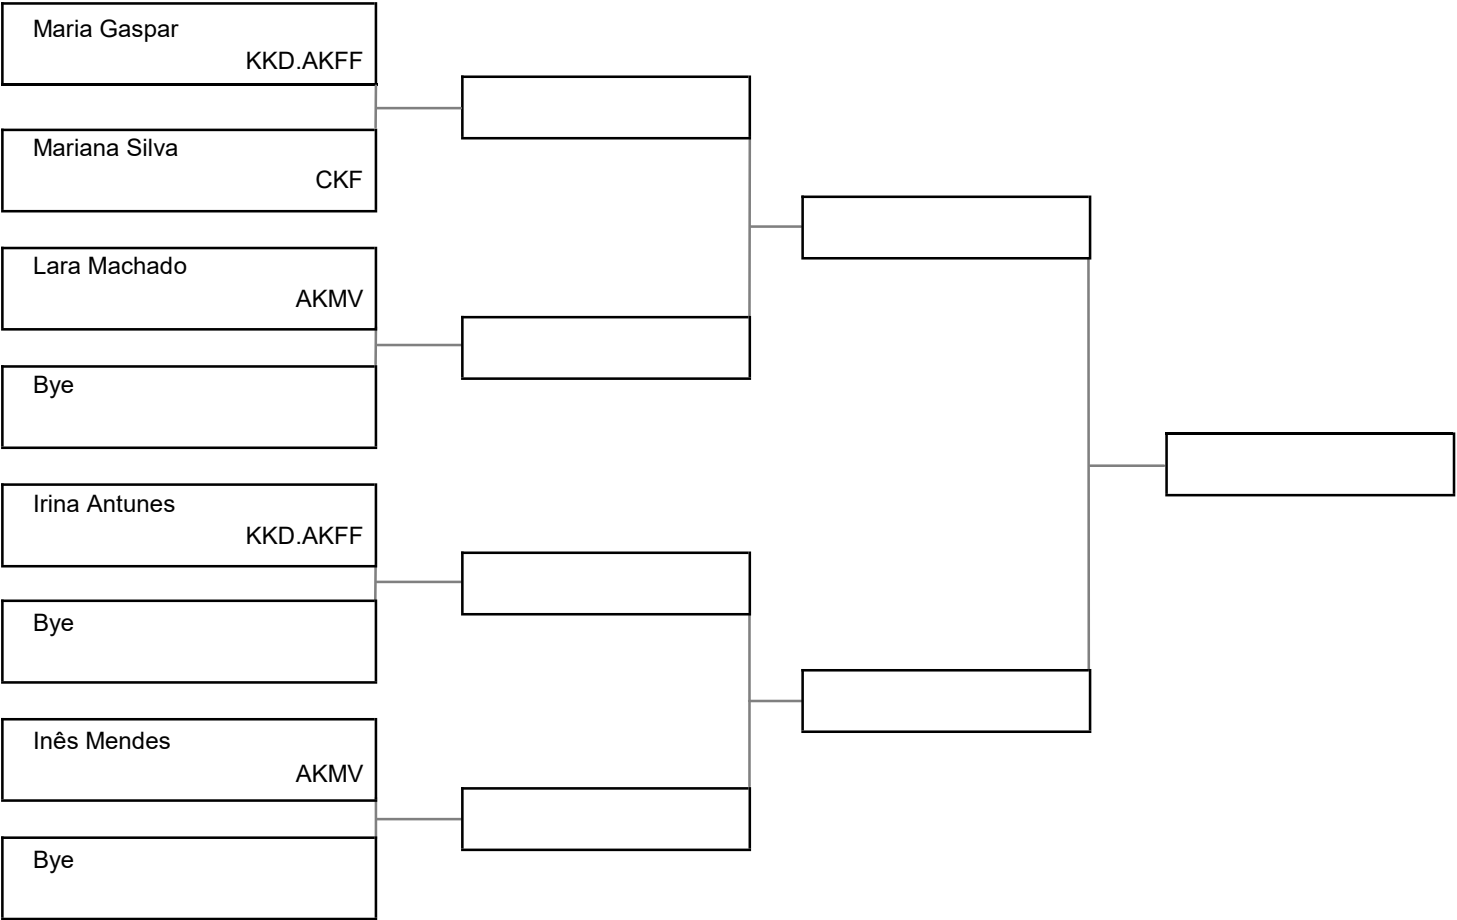 Maria Gaspar
KKD.AKFF
Mariana Silva
CKF
Lara Machado
AKMV
Bye
Irina Antunes
KKD.AKFF
Bye
Inês Mendes
AKMV
Bye